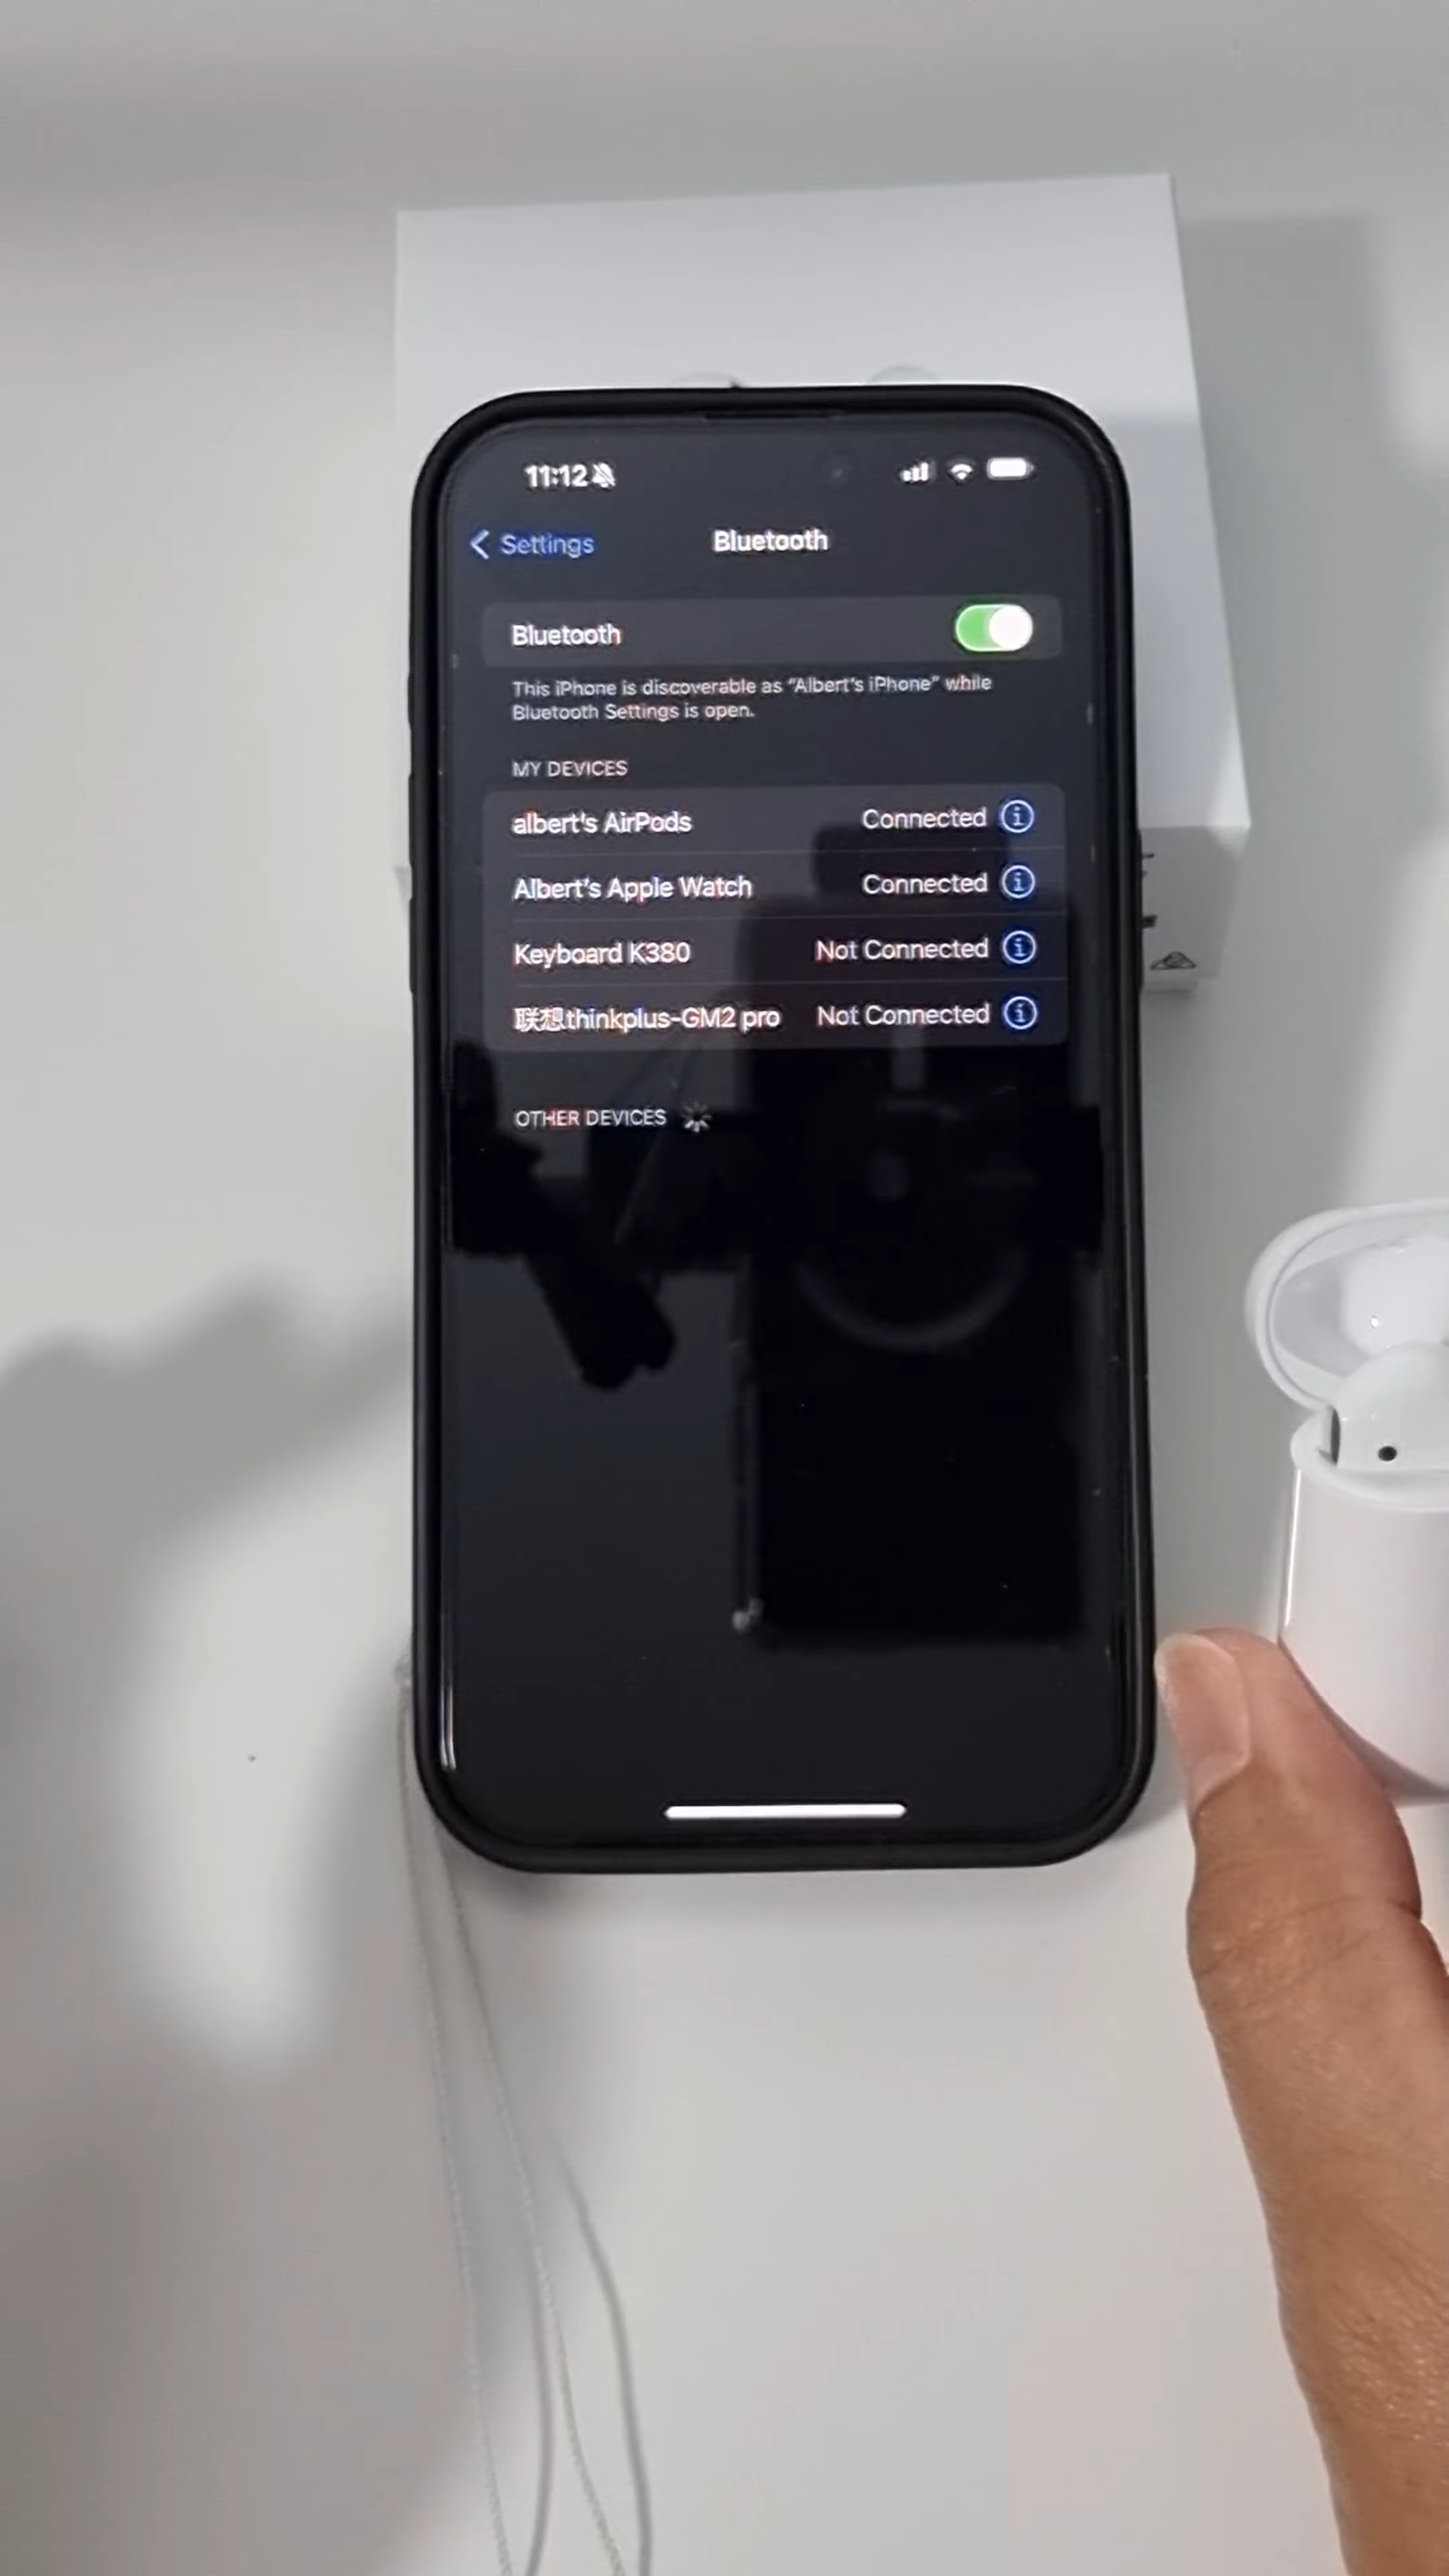 11:12
Settings
Bluetooth
Bluetooth
This iPhone is discoverable as “Albert’s iPhone” while
Bluetooth Settings is open.
MY DEVICES
albert's AirPods Connected
Albert’s Apple Watch Connected
Keyboard K380 Not Connected
联想thinkplus-GM2 pro Not Connected
OTHER DEVICES